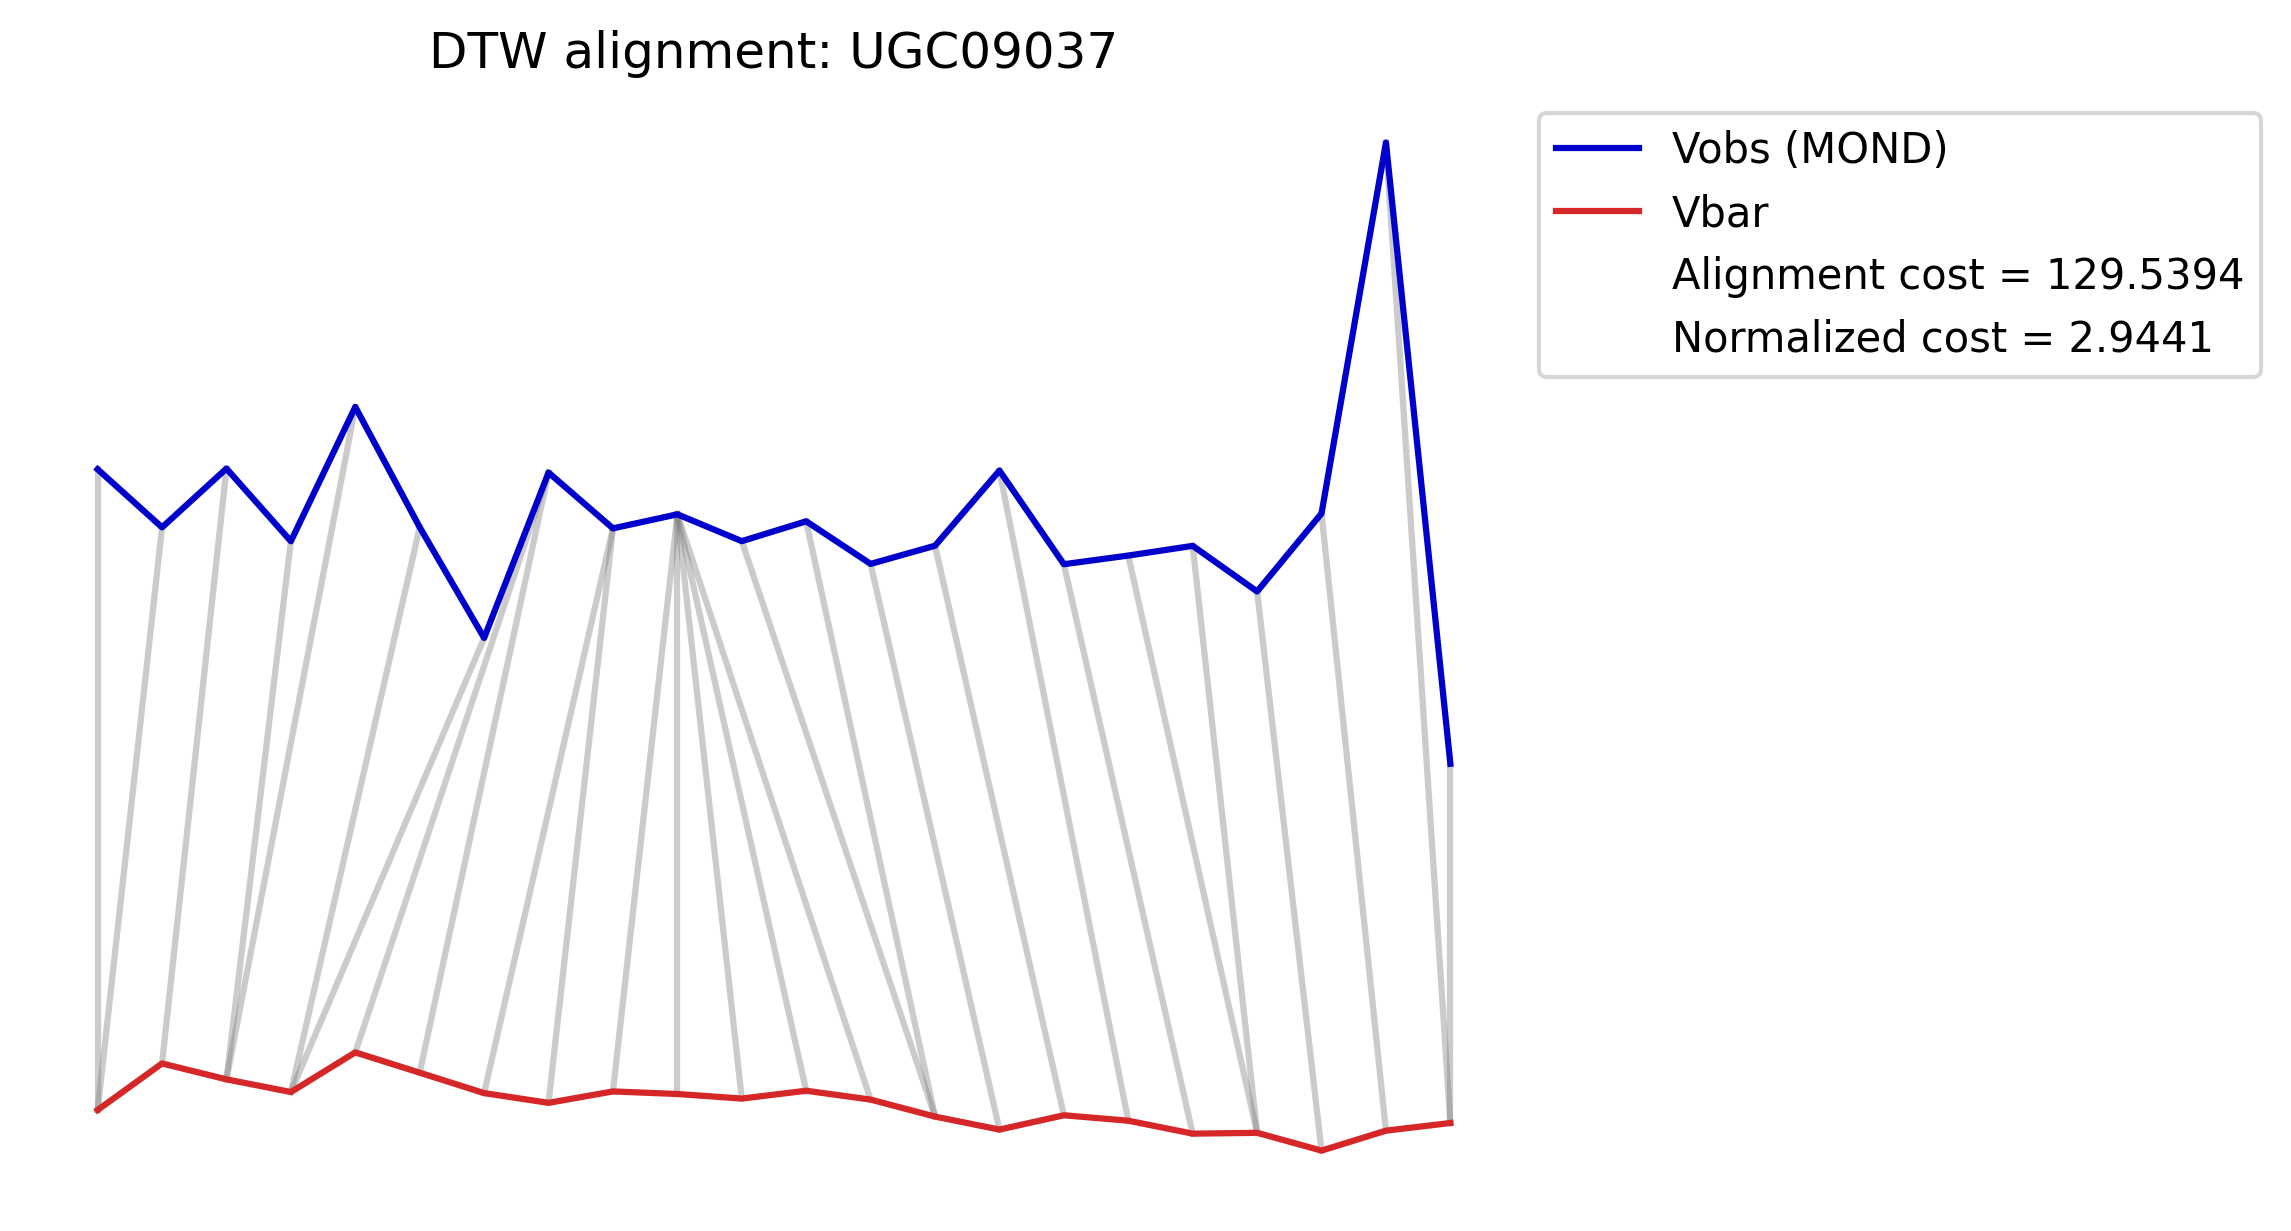 DTW alignment: UGC09037
Vobs (MOND)
Vbar
Alignment cost = 129.5394
Normalized cost = 2.9441